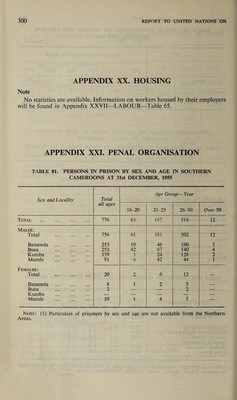 300 REPORT TO UNITED NATIONS ON
APPENDIX XX. HOUSING
Note
No statistics are available. Information on workers housed by their employers
will be found in Appendix XXVII—LABOUR—Table 65.
APPENDIX XXI. PENAL ORGANISATION
TABLE 81. PERSONS IN PRISON BY SEX AND AGE IN SOUTHERN
CAMEROONS AT 31st DECEMBER, 1955
Sex and Locality Total all ages Age Group—Year
16-20 21-25 26-50 Over 50
TOTAL 776 63 187 514 12
MALES:
Total 756 61 181 502 12
Bamenda 253 10 48 190 5
Buea 253 42 67 140 4
Kumba 159 5 24 128 2
Mamfe 91 4 42 44 1
FEMALES:
Total 20 2 6 12 —
Bamenda 8 1 2 5 —
Buea 2 — — 2 —
Kumba
Mamfe 10 1 4 5 —
NOTE: (1) Particulars of prisoners by sex and age are not available from the Northern
Areas.